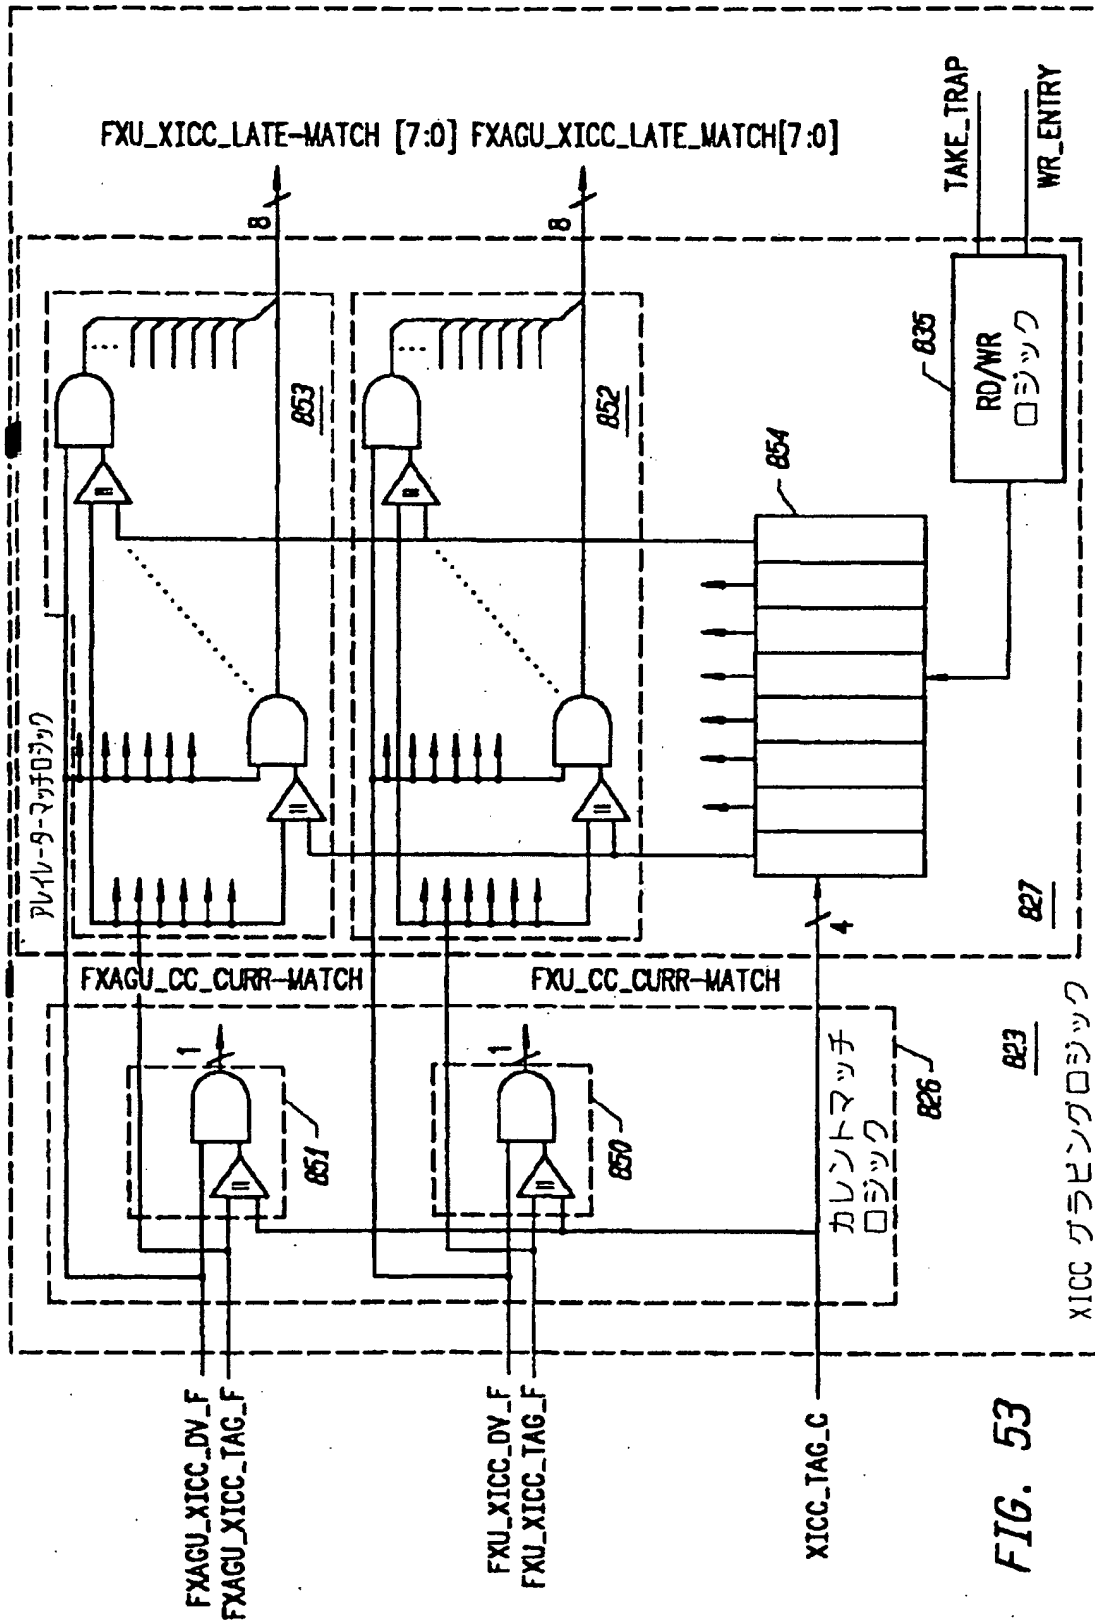 FXU_XICC_LATE-MATCH [7:0] FXAGU_XICC_LATE_MATCH[7:0]
8
8
TAKE_TRAP
WR_ENTRY
アレイレーターマッチロジック
853
852
854
835
RD/WR
ロジック
=
=
=
=
4
827
FXAGU_CC_CURR-MATCH
FXU_CC_CURR-MATCH
1
1
=
=
851
850
カレントマッチ
ロジック
826
823
XICC グラビングロジック
FXAGU_XICC_DV_F
FXAGU_XICC_TAG_F
FXU_XICC_DV_F
FXU_XICC_TAG_F
XICC_TAG_C
FIG. 53